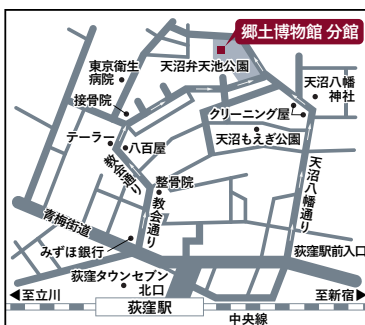 郷土博物館 分館
東京衛生
病院
天沼弁天池公園
天沼八幡
神社
接骨院
クリーニング屋
テーラー
八百屋
天沼もえぎ公園
教会通り
整骨院
教会通り
天沼八幡通り
青梅街道
みずほ銀行
荻窪駅前入口
荻窪タウンセブン
北口
◀至立川
荻窪駅
至新宿▶
中央線